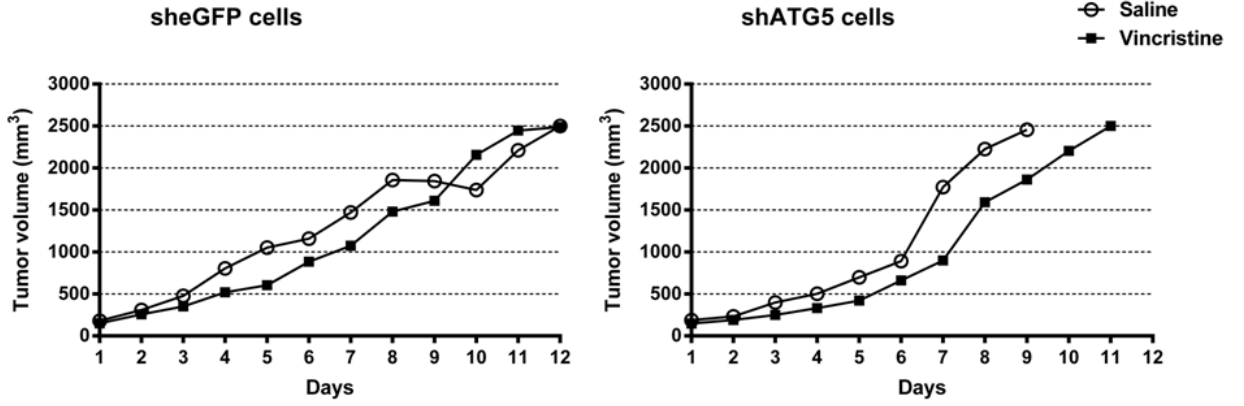 sheGFP cells
3000
2500
2000
1500
1000
500
0
Tumor volume (mm3)
1 2 3 4 5 6 7 8 9 10 11 12
Days
shATG5 cells
Saline
Vincristine
3000
2500
2000
1500
1000
500
0
Tumor volume (mm3)
1 2 3 4 5 6 7 8 9 10 11 12
Days